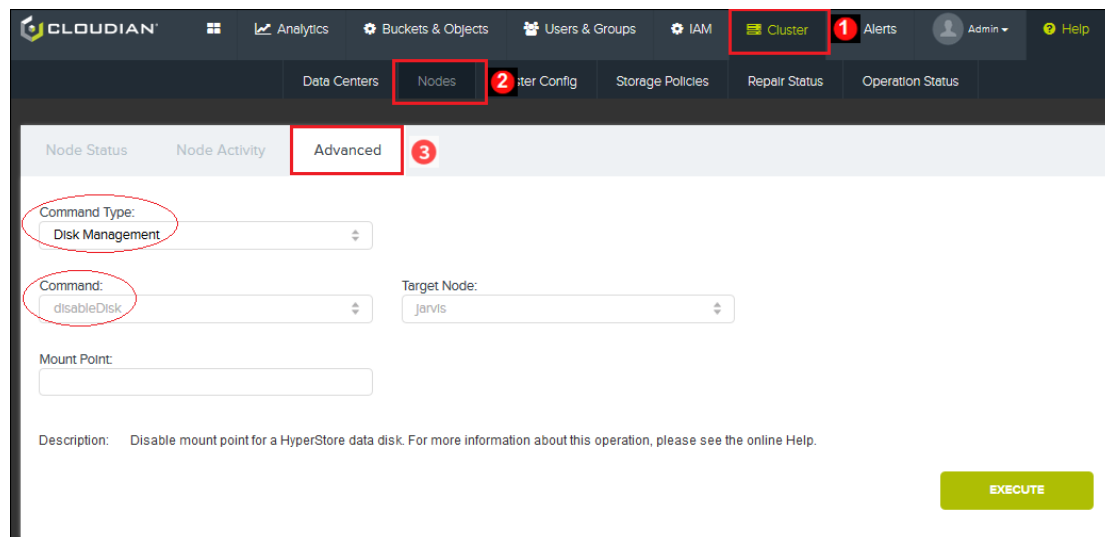 CLOUDIAN Analytics Buckets & Objects Users & Groups IAM Cluster 1 Alerts Admin Help
Data Centers Nodes 2 ster Config Storage Policies Repair Status Operation Status
Node Status Node Activity Advanced 3
Command Type:
Disk Management
Command: Target Node:
disableDisk jarvis
Mount Point:
Description: Disable mount point for a HyperStore data disk. For more information about this operation, please see the online Help.
EXECUTE